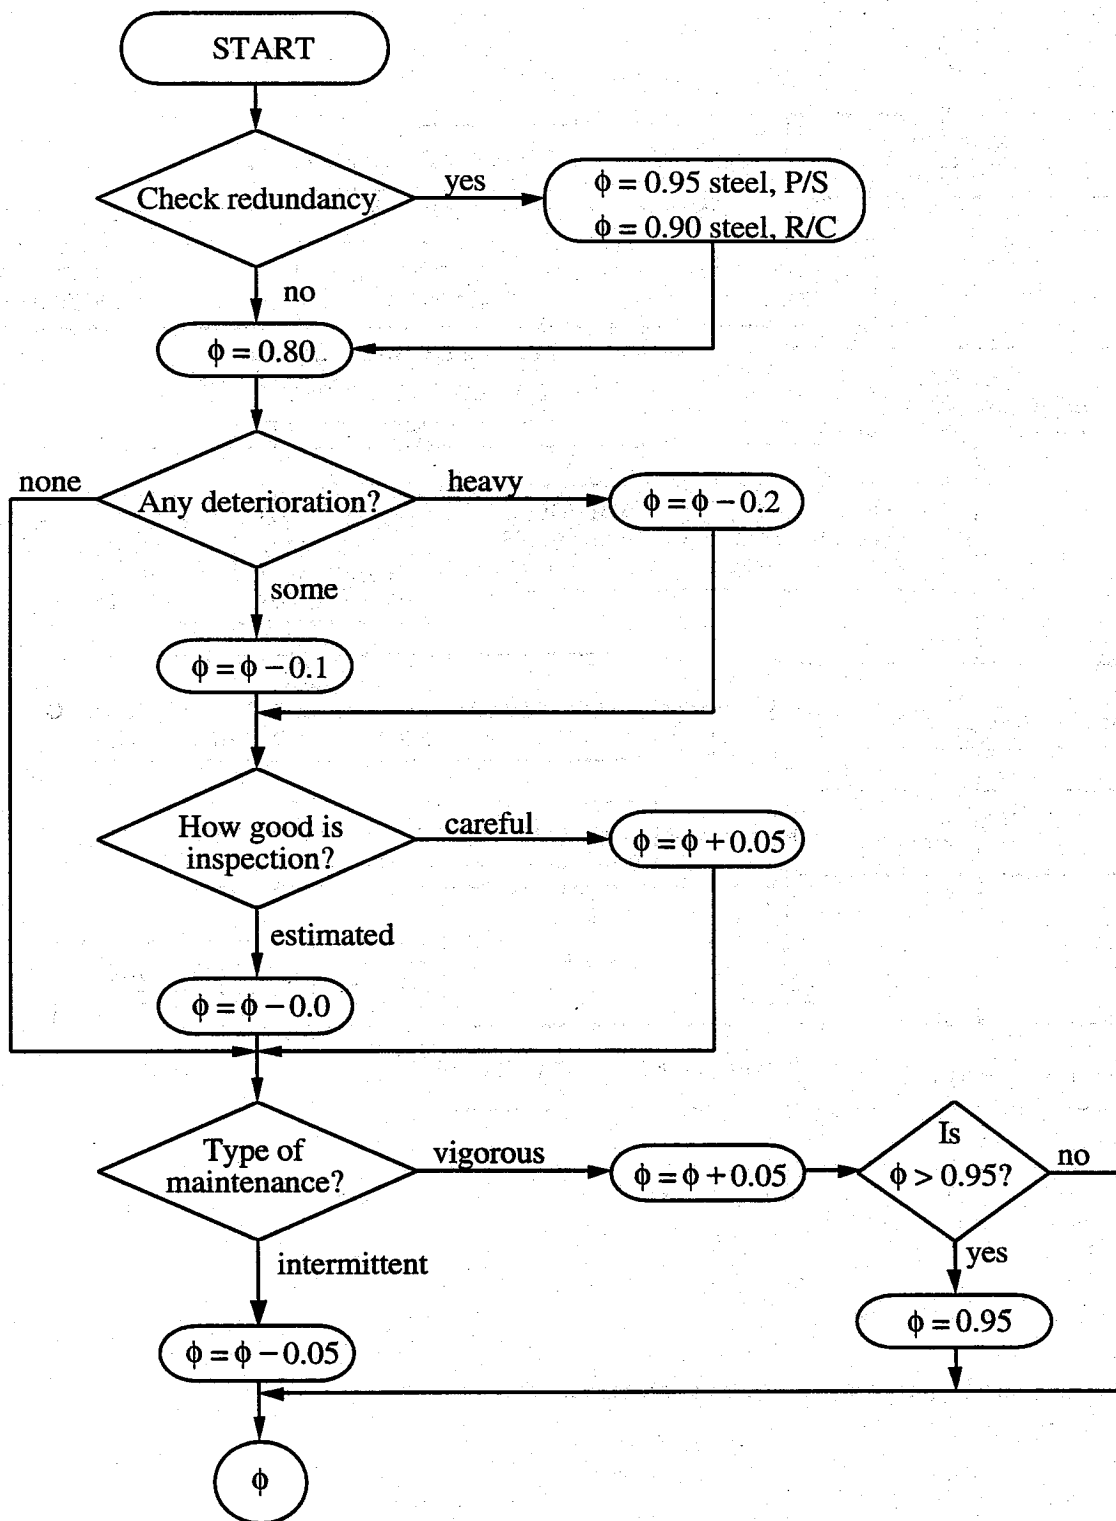 START
Check redundancy
yes
ϕ = 0.95 steel, P/S
ϕ = 0.90 steel, R/C
no
ϕ = 0.80
none
Any deterioration?
heavy
ϕ = ϕ − 0.2
some
ϕ = ϕ − 0.1
How good is
inspection?
careful
ϕ = ϕ + 0.05
estimated
ϕ = ϕ − 0.0
Type of
maintenance?
vigorous
ϕ = ϕ + 0.05
Is
ϕ > 0.95?
no
yes
ϕ = 0.95
intermittent
ϕ = ϕ − 0.05
ϕ